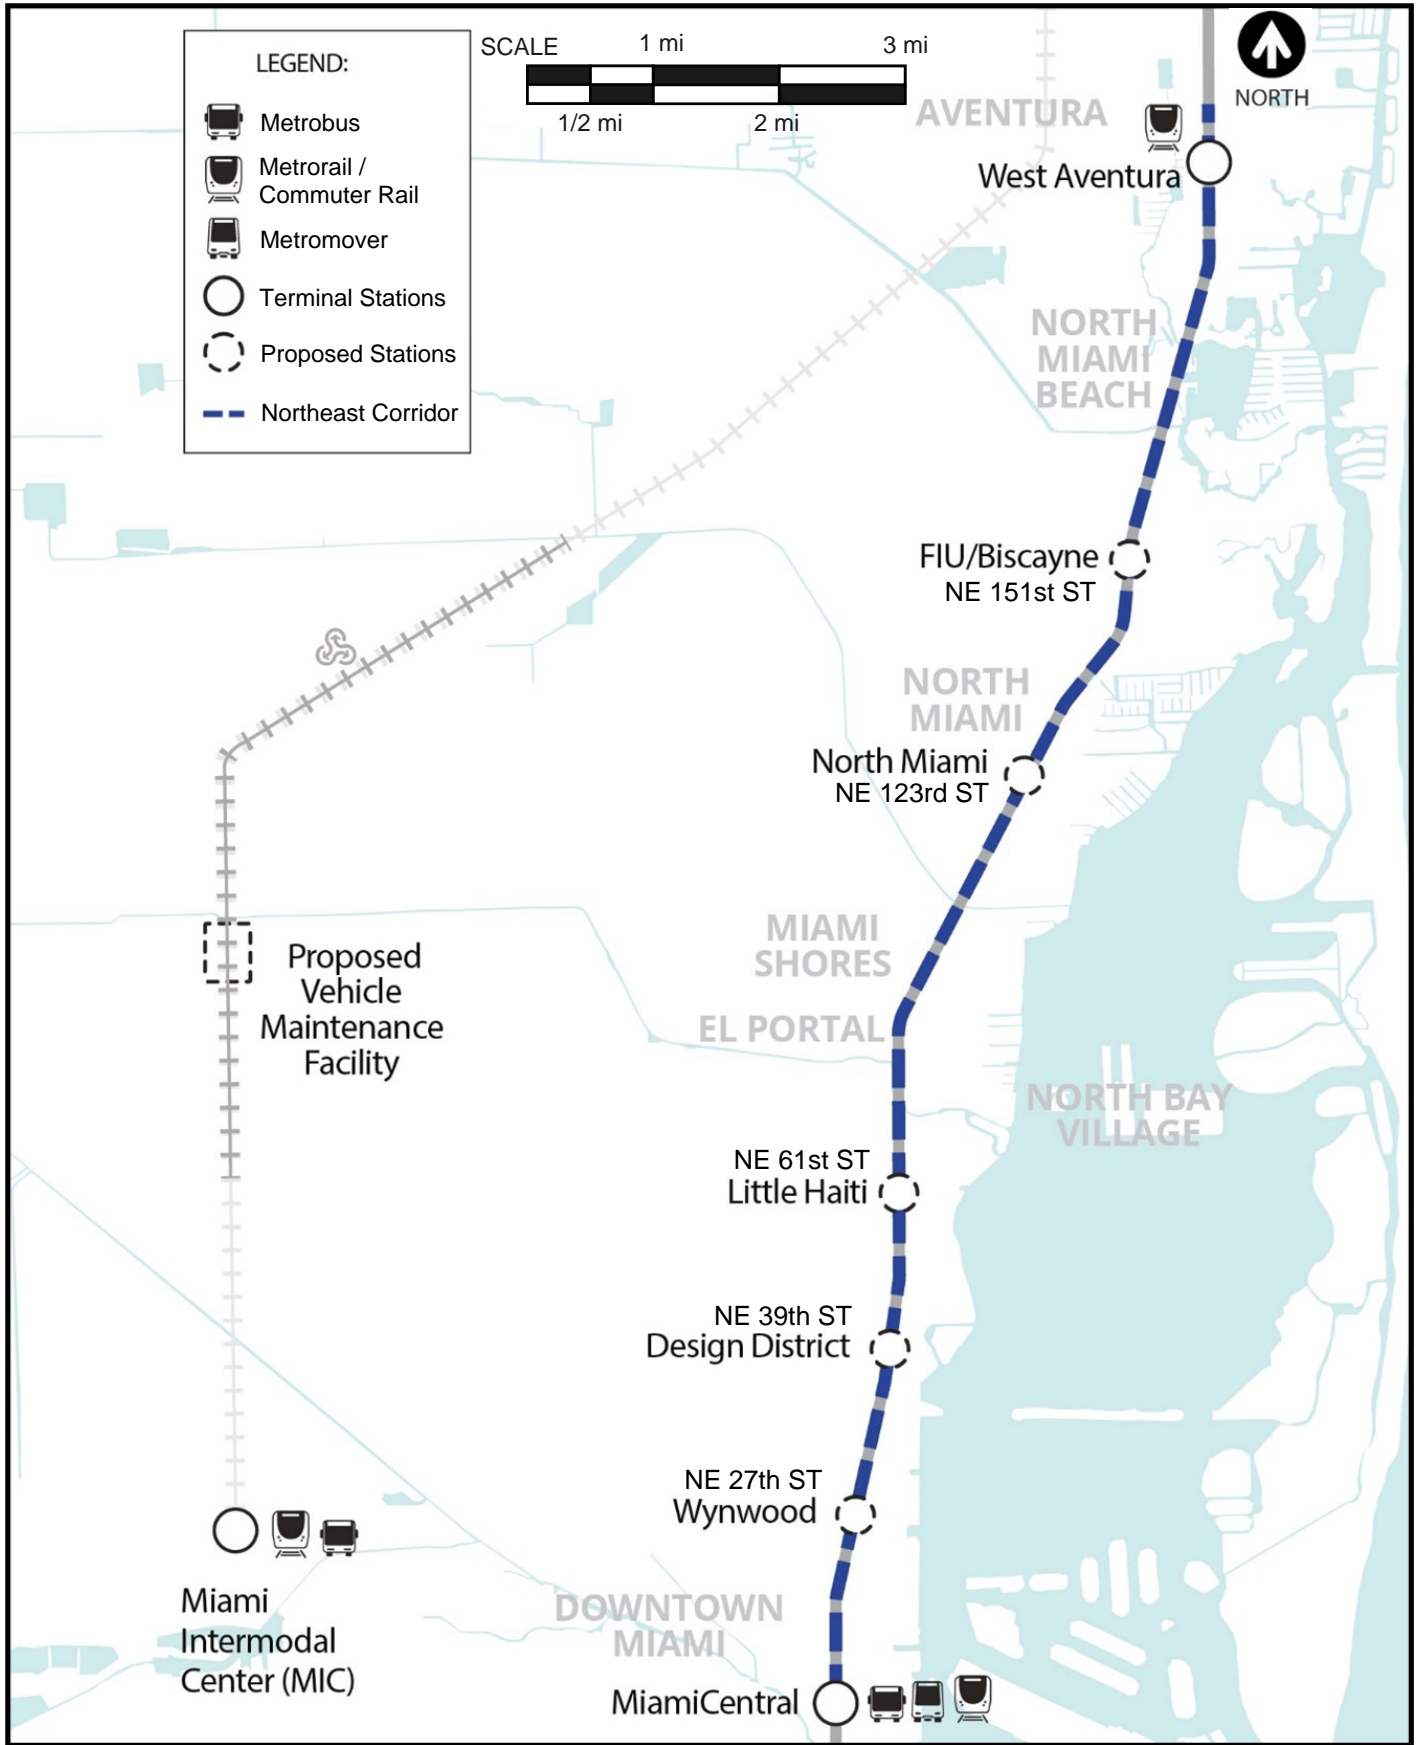 LEGEND:
Metrobus
Metrorail /
Commuter Rail
Metromover
Terminal Stations
Proposed Stations
Northeast Corridor
SCALE
1 mi
3 mi
1/2 mi
2 mi
NORTH
AVENTURA
West Aventura
NORTH
MIAMI
BEACH
FIU/Biscayne
NE 151st ST
NORTH
MIAMI
North Miami
NE 123rd ST
MIAMI
SHORES
Proposed
Vehicle
Maintenance
Facility
EL PORTAL
NORTH BAY
VILLAGE
NE 61st ST
Little Haiti
NE 39th ST
Design District
NE 27th ST
Wynwood
Miami
Intermodal
Center (MIC)
DOWNTOWN
MIAMI
MiamiCentral